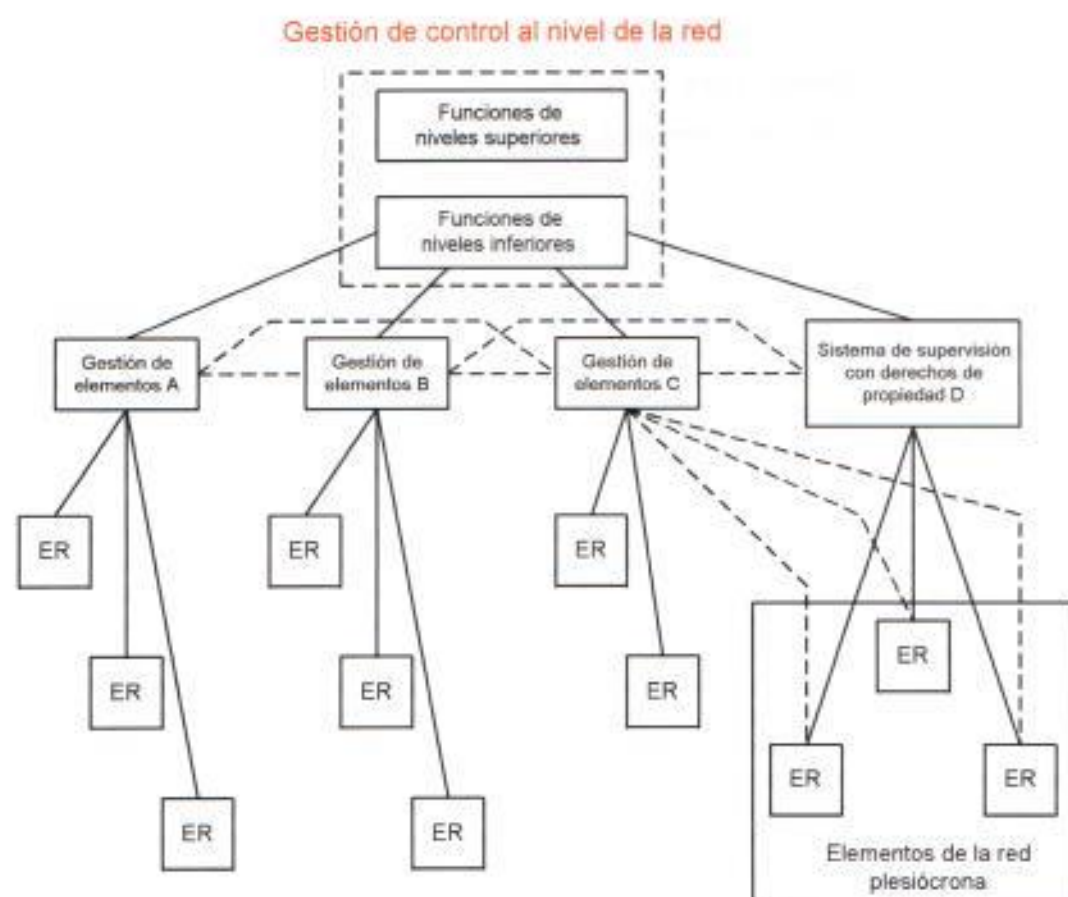 Gestión de control al nivel de la red
Funciones de
niveles superiores
Funciones de
niveles inferiores
Gestión de
elementos A
Gestión de
elementos B
Gestión de
elementos C
Sistema de supervisión
con derechos de
propiedad D
ER
ER
ER
ER
ER
ER
ER
ER
ER
ER
ER
Elementos de la red
plesiócrona